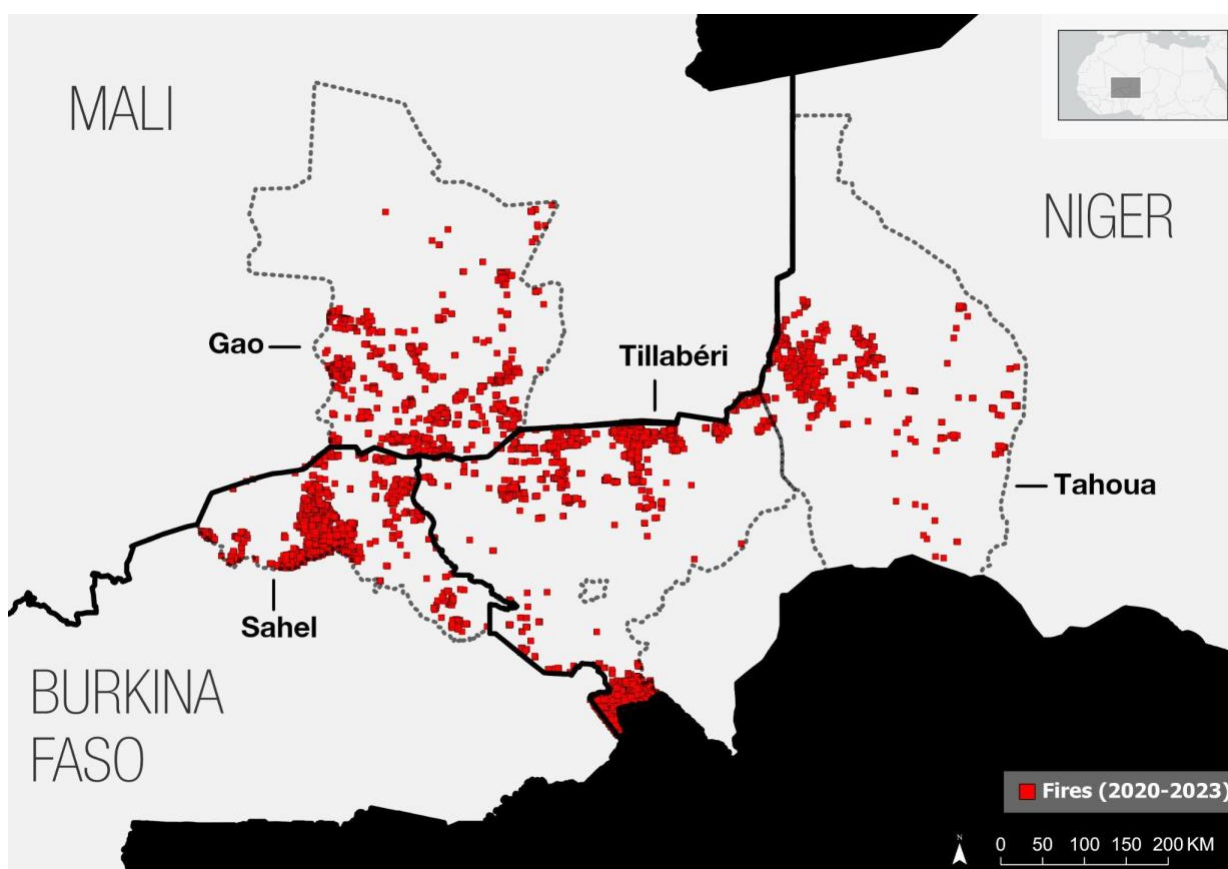 MALI
NIGER
Gao
Tillabéri
Tahoua
Sahel
BURKINA
FASO
Fires (2020-2023)
N
0 50 100 150 200 KM